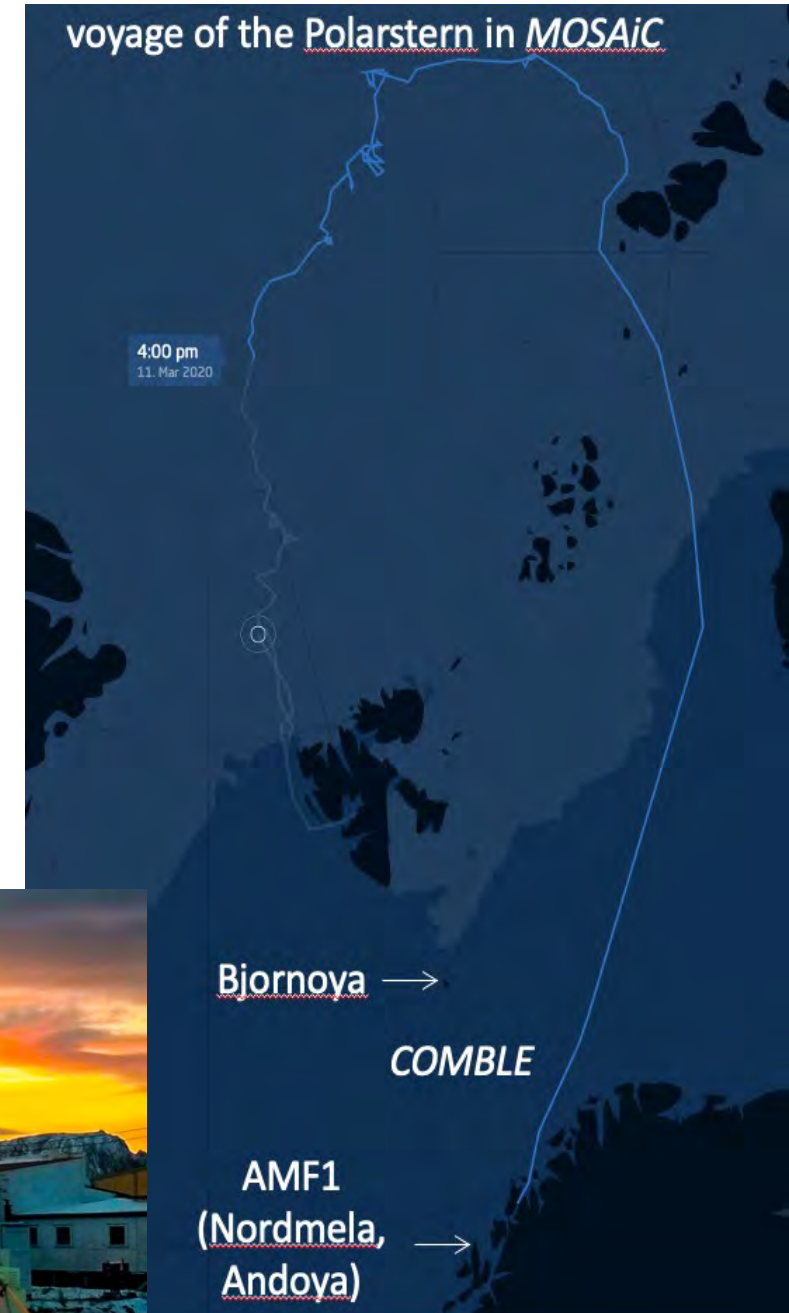 voyage of the Polarstern in MOSAiC
4:00 pm
11. Mar 2020
Bjornoya
COMBLE
AMF1
(Nordmela,
Andoya)